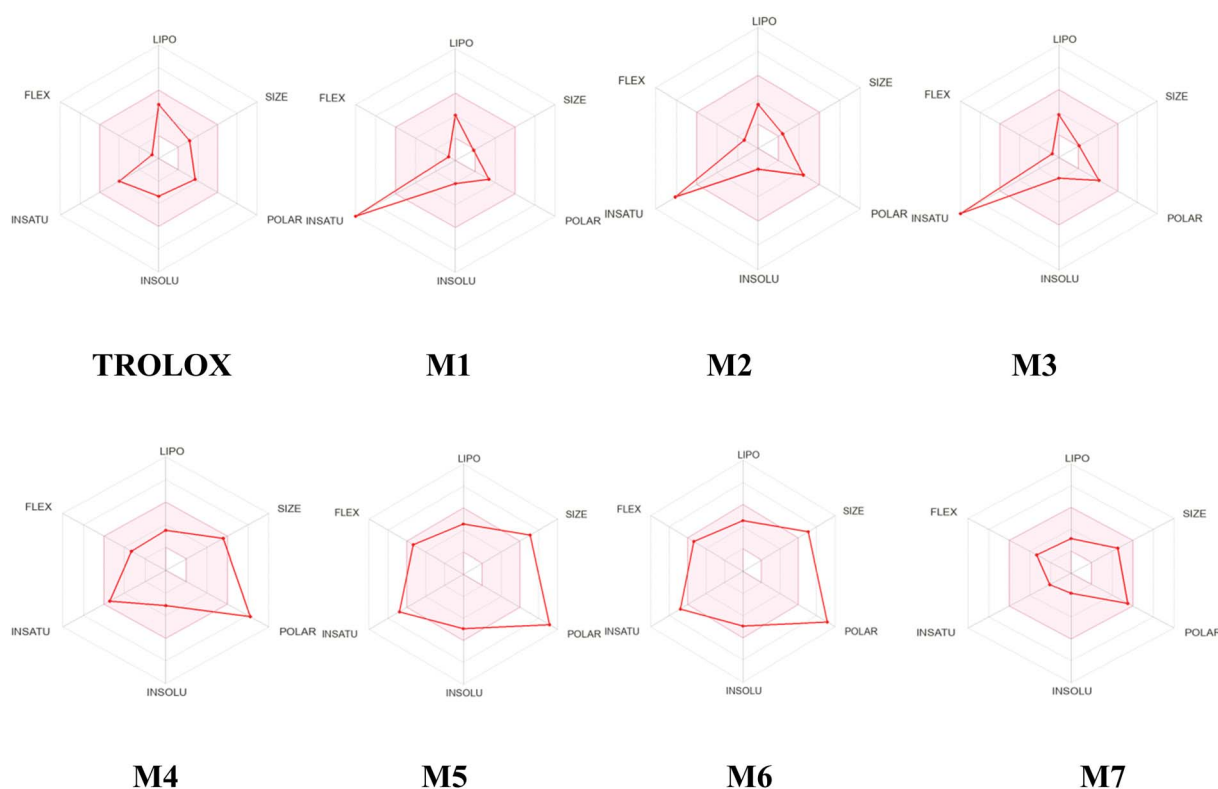 LIPO
FLEX
SIZE
INSATU
POLAR
INSOLU
TROLOX
LIPO
FLEX
SIZE
INSATU
POLAR
INSOLU
M1
LIPO
FLEX
SIZE
INSATU
POLAR
INSOLU
M2
LIPO
FLEX
SIZE
INSATU
POLAR
INSOLU
M3
LIPO
FLEX
SIZE
INSATU
POLAR
INSOLU
M4
LIPO
FLEX
SIZE
INSATU
POLAR
INSOLU
M5
LIPO
FLEX
SIZE
INSATU
POLAR
INSOLU
M6
LIPO
FLEX
SIZE
INSATU
POLAR
INSOLU
M7